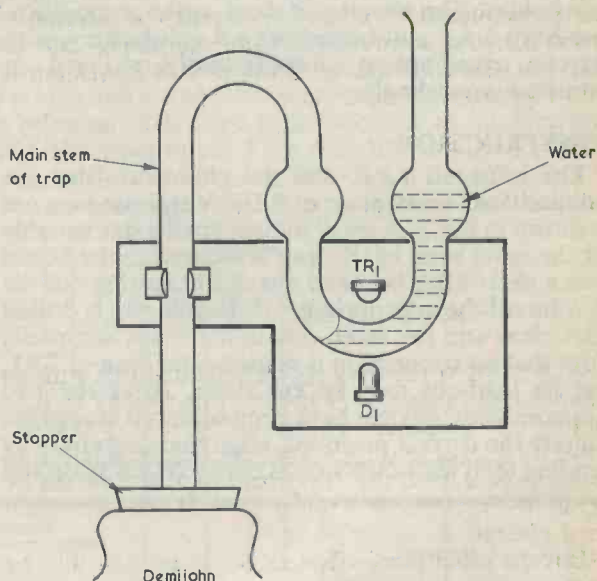 Main stem
of trap
Water
TR1
D1
Stopper
Demijohn